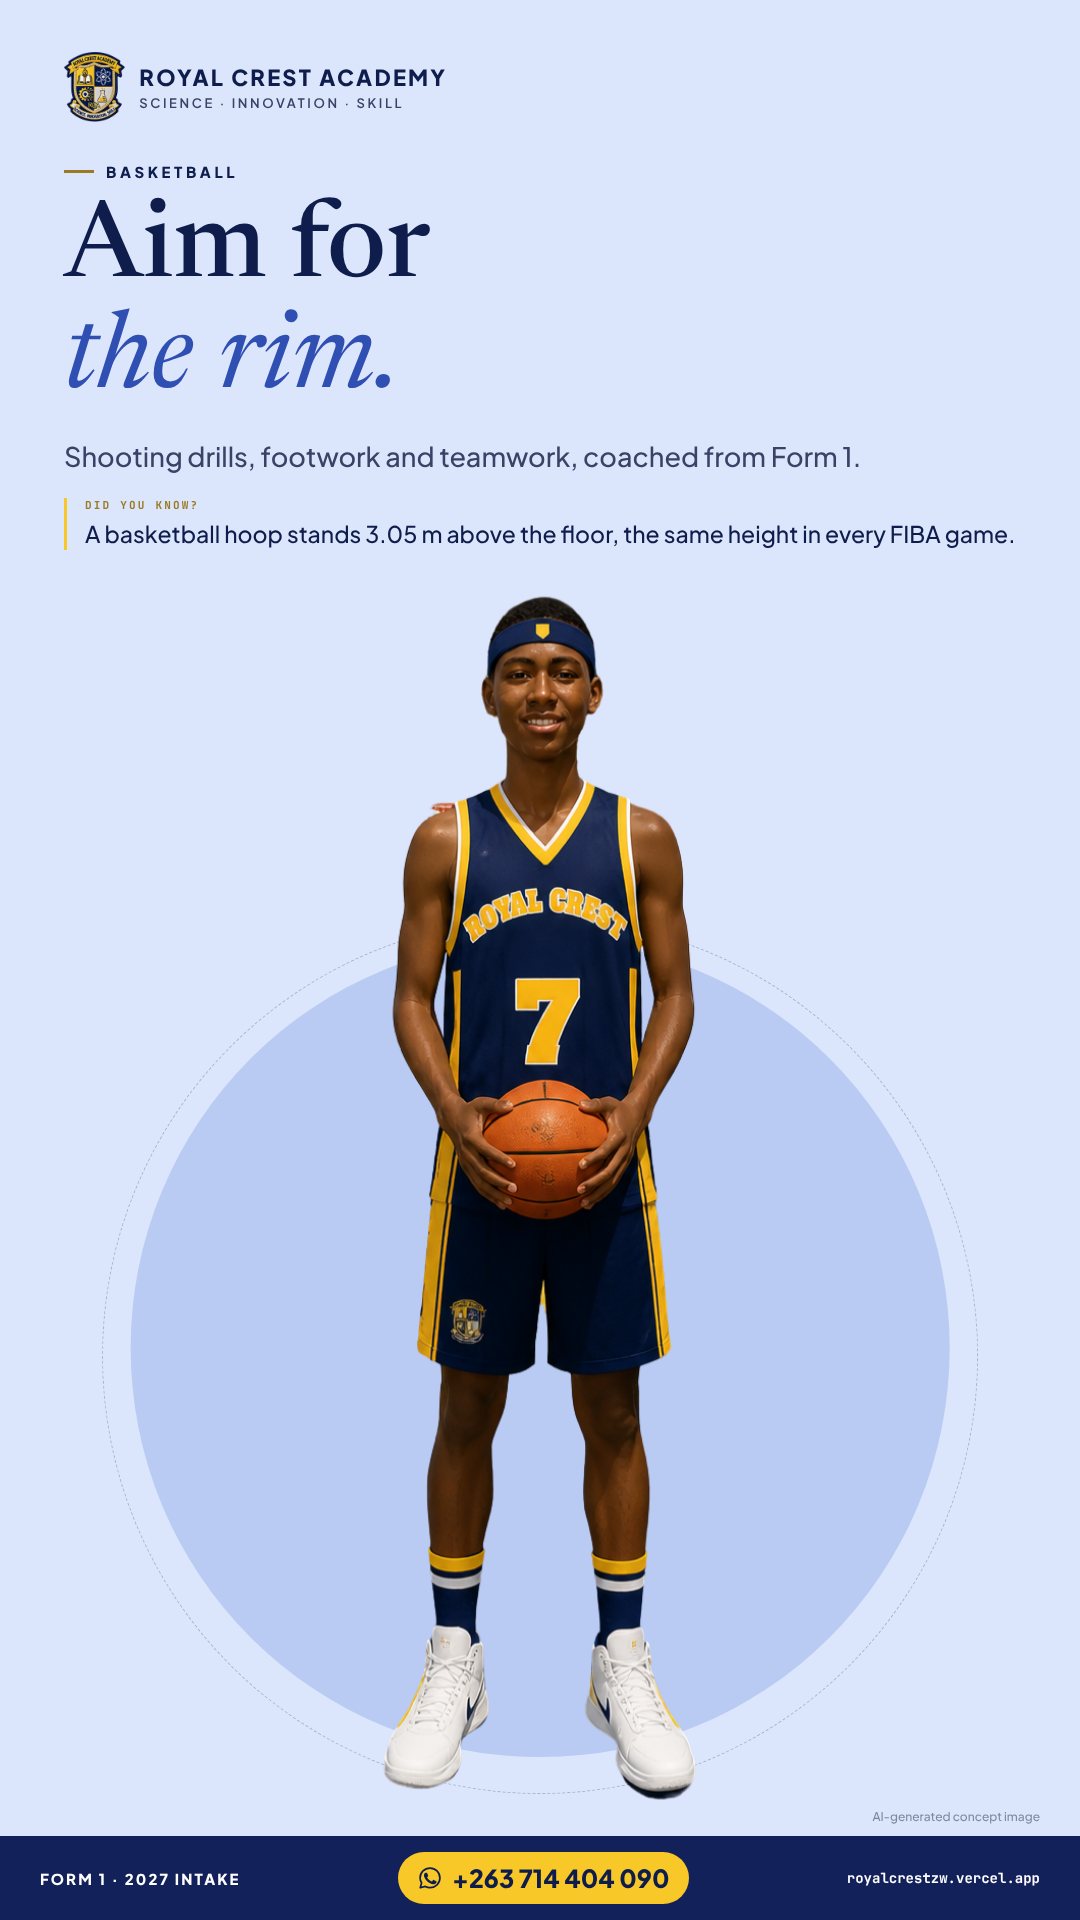 ROYAL CREST ACADEMY
SCIENCE · INNOVATION · SKILL
BASKETBALL
Aim for
the rim.
Shooting drills, footwork and teamwork, coached from Form 1.
DID YOU KNOW?
A basketball hoop stands 3.05 m above the floor, the same height in every FIBA game.
ROYAL CREST
7
AI-generated concept image
FORM 1 · 2027 INTAKE
+263 714 404 090
royalcrestzw.vercel.app